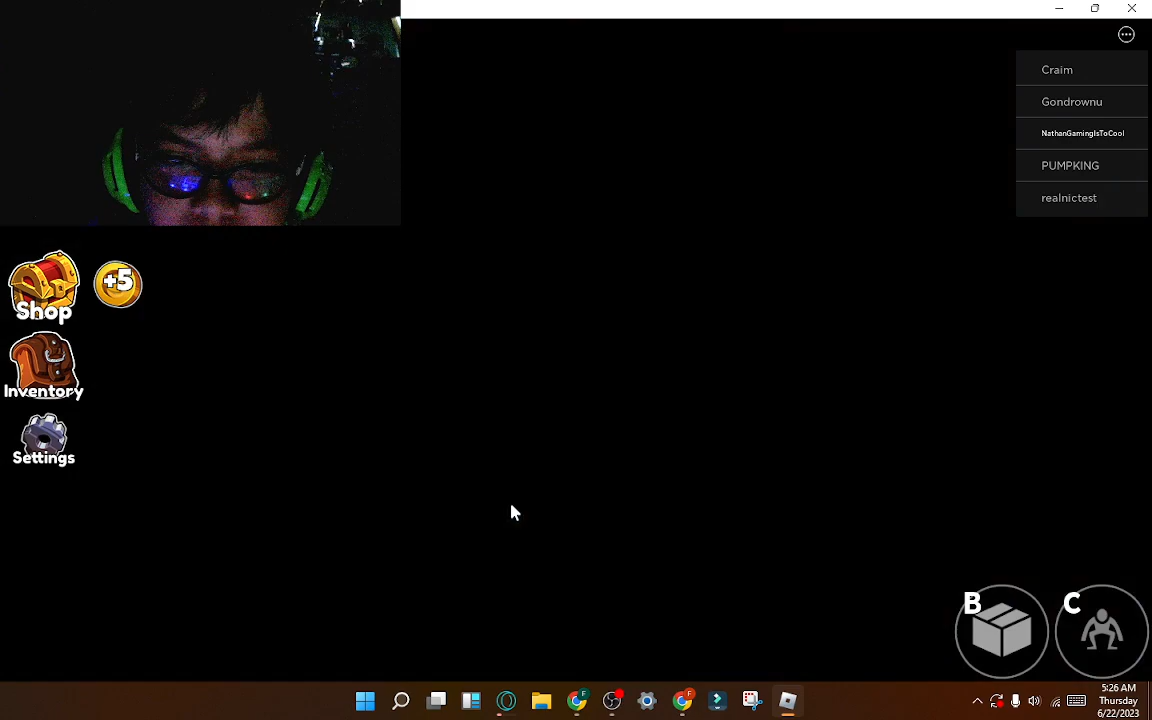 Craim
Gondrownu
NathanGamingIsToCool
PUMPKING
realnictest
+5
Shop
Inventory
Settings
B
C
F
F
5:26 AM
Thursday
6/22/2023